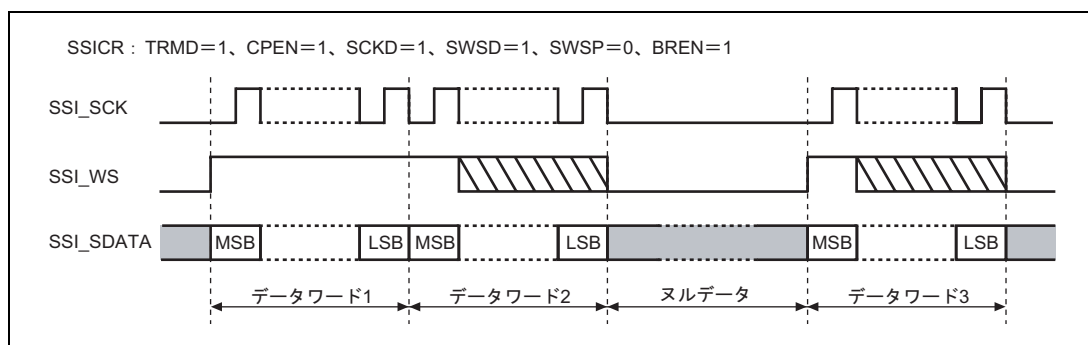 SSICR : TRMD=1、CPEN=1、SCKD=1、SWSD=1、SWSP=0、BREN=1
SSI_SCK
SSI_WS
SSI_SDATA
MSB LSB MSB LSB MSB LSB
データワード1 データワード2 ヌルデータ データワード3